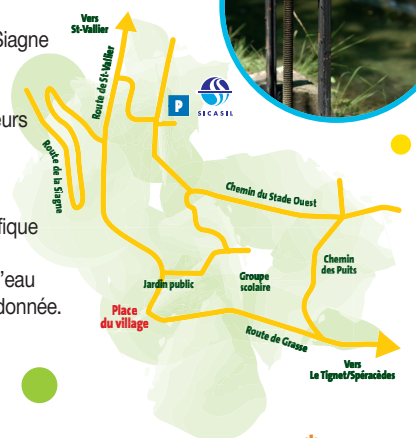 Siagne
eurs
fique
'eau
donnée.
Vers
St-Vallier
Route de St-Vallier
P
SICASIL
Route de la Siagne
Chemin du Stade Ouest
Chemin
des Puits
Jardin public
Groupe
scolaire
Place
du village
Route de Grasse
Vers
Le Tignet/Spéracèdes